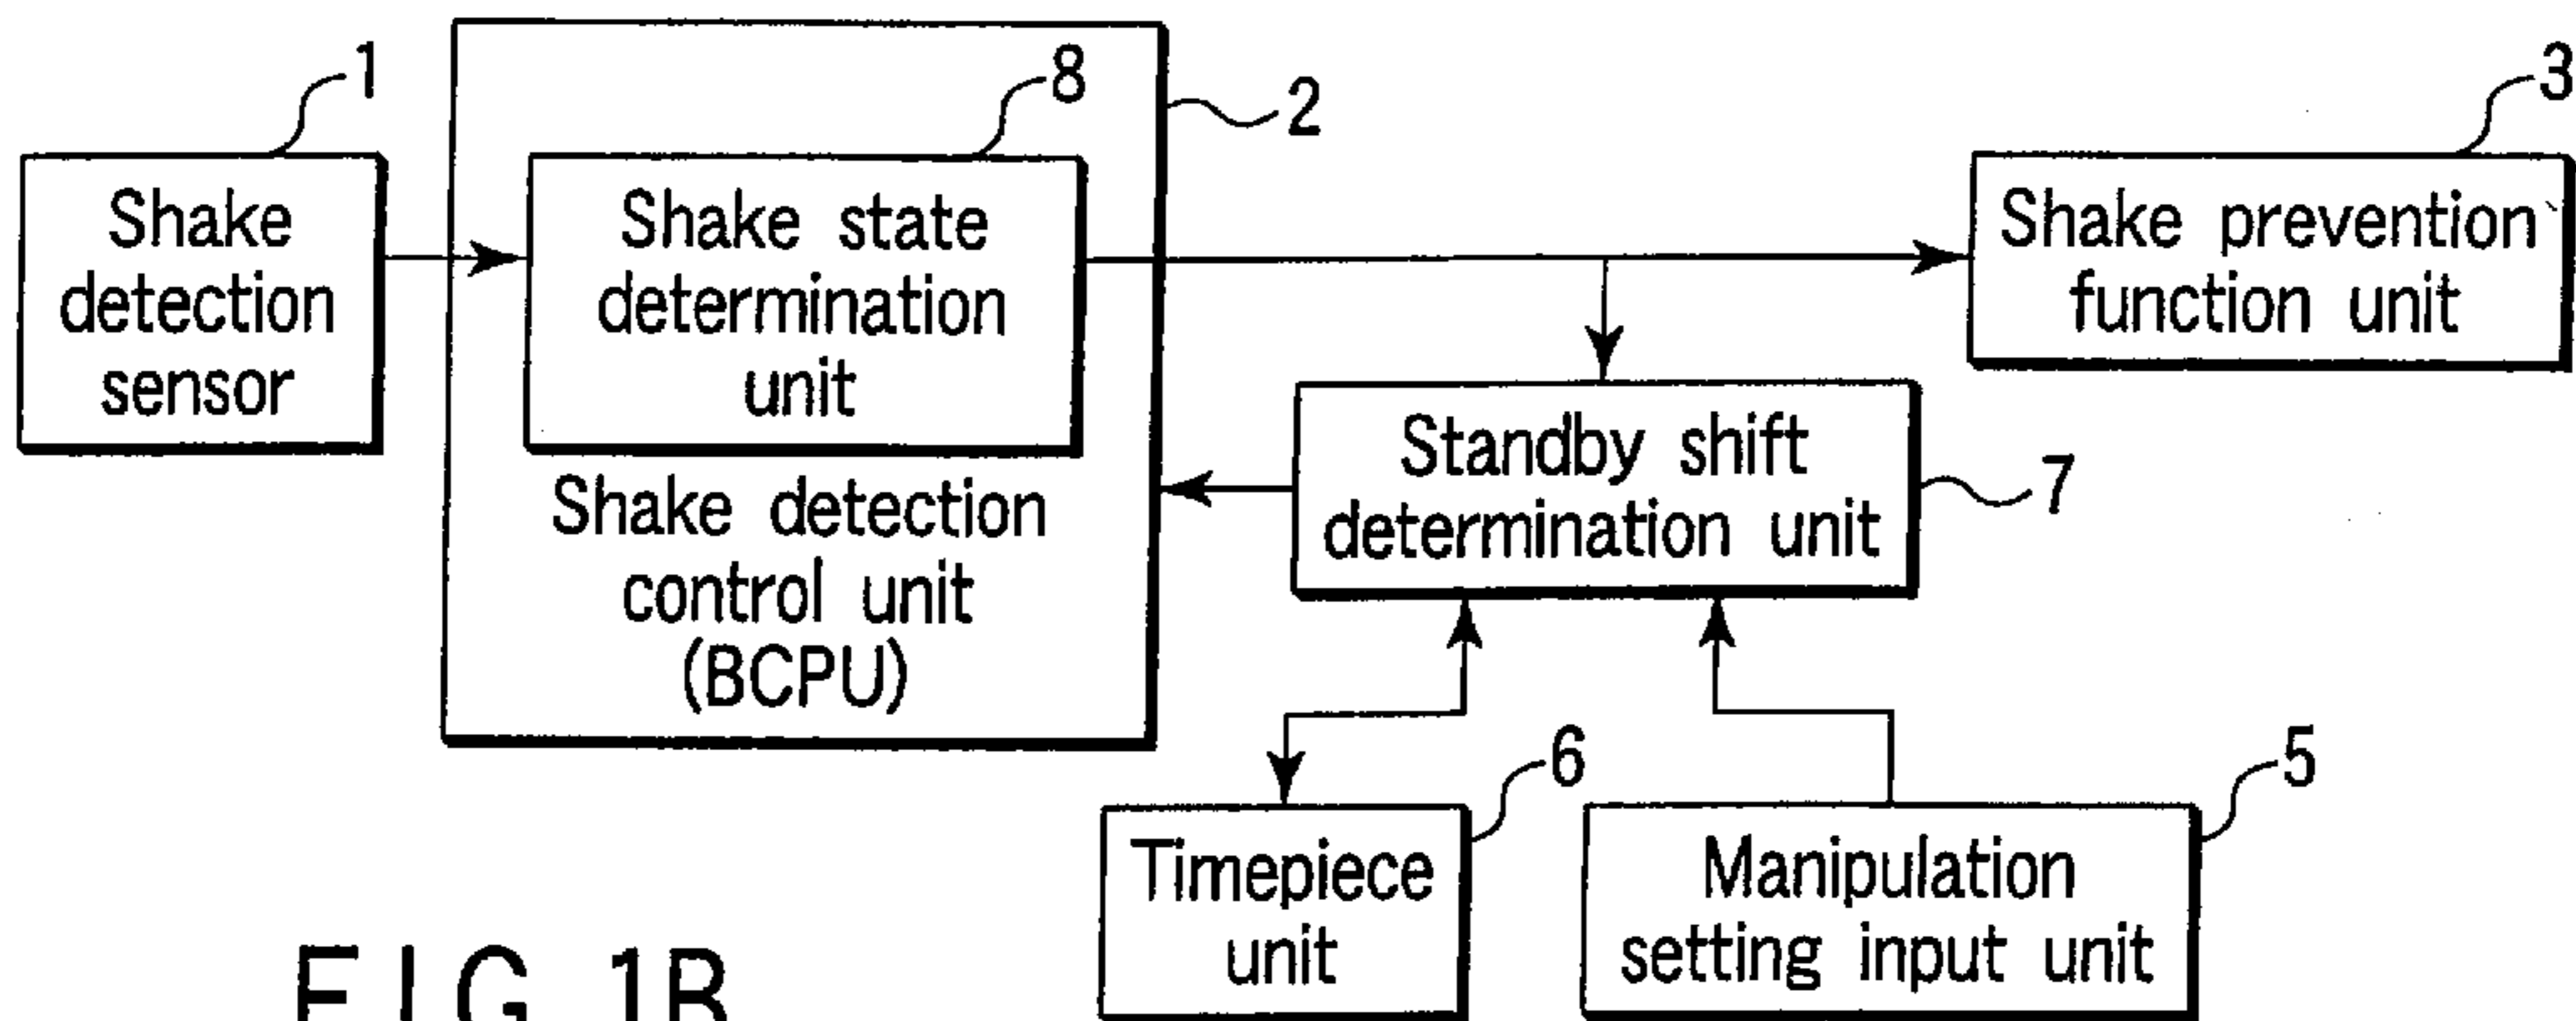 1
8
2
3
Shake
detection
sensor
Shake state
determination
unit
Shake detection
control unit
(BCPU)
Shake prevention
function unit
Standby shift
determination unit
7
6
5
Timepiece
unit
Manipulation
setting input unit
FIG. 1B